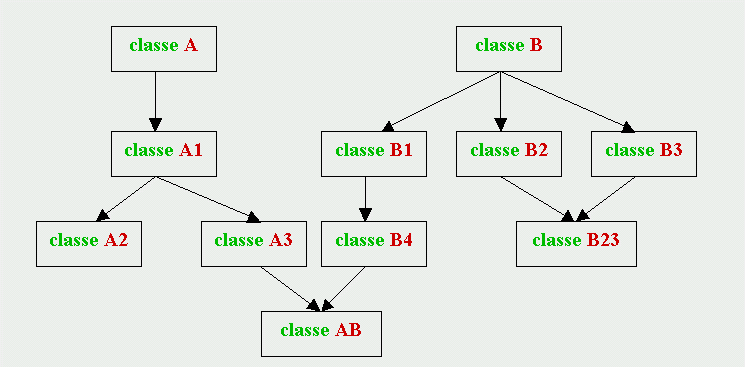 classe A
classe B
classe A1
classe B1
classe B2
classe B3
classe A2
classe A3
classe B4
classe B23
classe AB